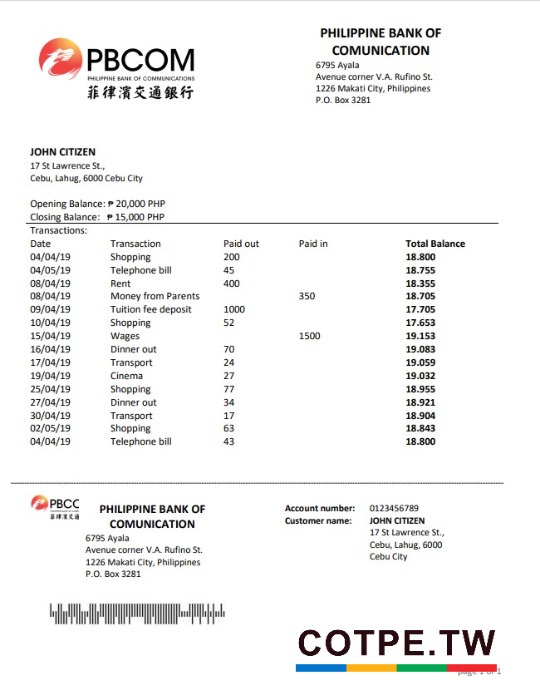 PBCOM
PHILIPPINE BANK OF COMMUNICATIONS
菲律濱交通銀行
PHILIPPINE BANK OF
COMUNICATION
6795 Ayala
Avenue corner V.A. Rufino St.
1226 Makati City, Philippines
P.O. Box 3281
JOHN CITIZEN
17 St Lawrence St.,
Cebu, Lahug, 6000 Cebu City
Opening Balance: ₱ 20,000 PHP
Closing Balance: ₱ 15,000 PHP
Transactions:
Date Transaction Paid out Paid in Total Balance
04/04/19 Shopping 200 18.800
04/05/19 Telephone bill 45 18.755
08/04/19 Rent 400 18.355
08/04/19 Money from Parents 350 18.705
09/04/19 Tuition fee deposit 1000 17.705
10/04/19 Shopping 52 17.653
15/04/19 Wages 1500 19.153
16/04/19 Dinner out 70 19.083
17/04/19 Transport 24 19.059
19/04/19 Cinema 27 19.032
25/04/19 Shopping 77 18.955
27/04/19 Dinner out 34 18.921
30/04/19 Transport 17 18.904
02/05/19 Shopping 63 18.843
04/04/19 Telephone bill 43 18.800
PBCC
菲律濱交通
PHILIPPINE BANK OF
COMUNICATION
6795 Ayala
Avenue corner V.A. Rufino St.
1226 Makati City, Philippines
P.O. Box 3281
Account number: 0123456789
Customer name: JOHN CITIZEN
17 St Lawrence St.,
Cebu, Lahug, 6000
Cebu City
COTPE.TW
page 1 of 1